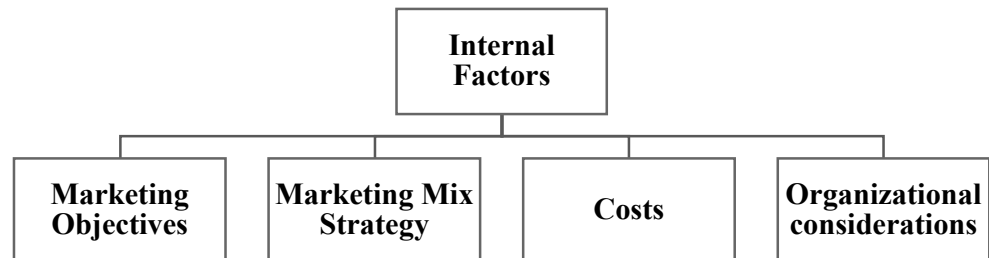 Internal
Factors
Marketing
Objectives
Marketing Mix
Strategy
Costs
Organizational
considerations